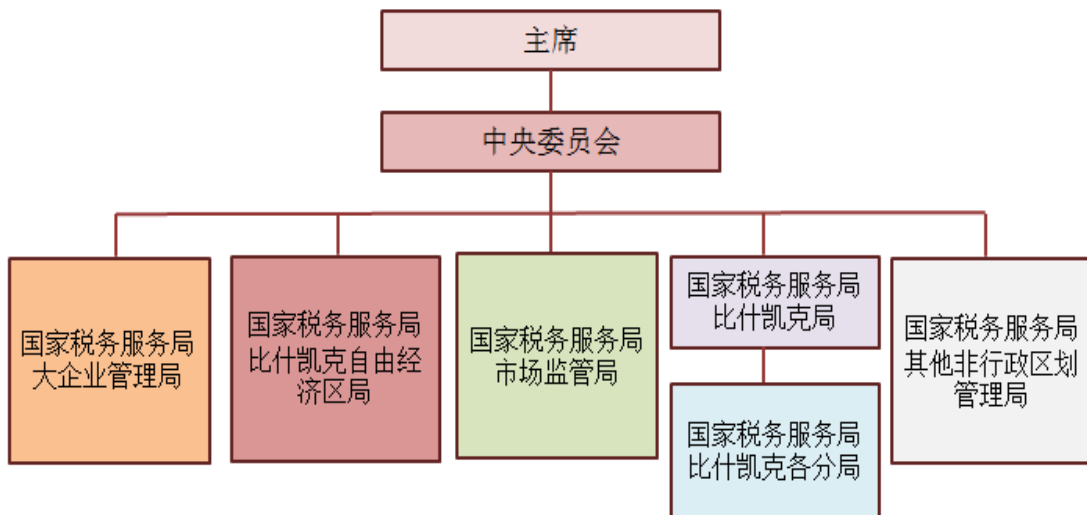 主席
中央委员会
国家税务服务局
大企业管理局
国家税务服务局
比什凯克自由经
济区局
国家税务服务局
市场监管局
国家税务服务局
比什凯克局
国家税务服务局
比什凯克各分局
国家税务服务局
其他非行政区划
管理局